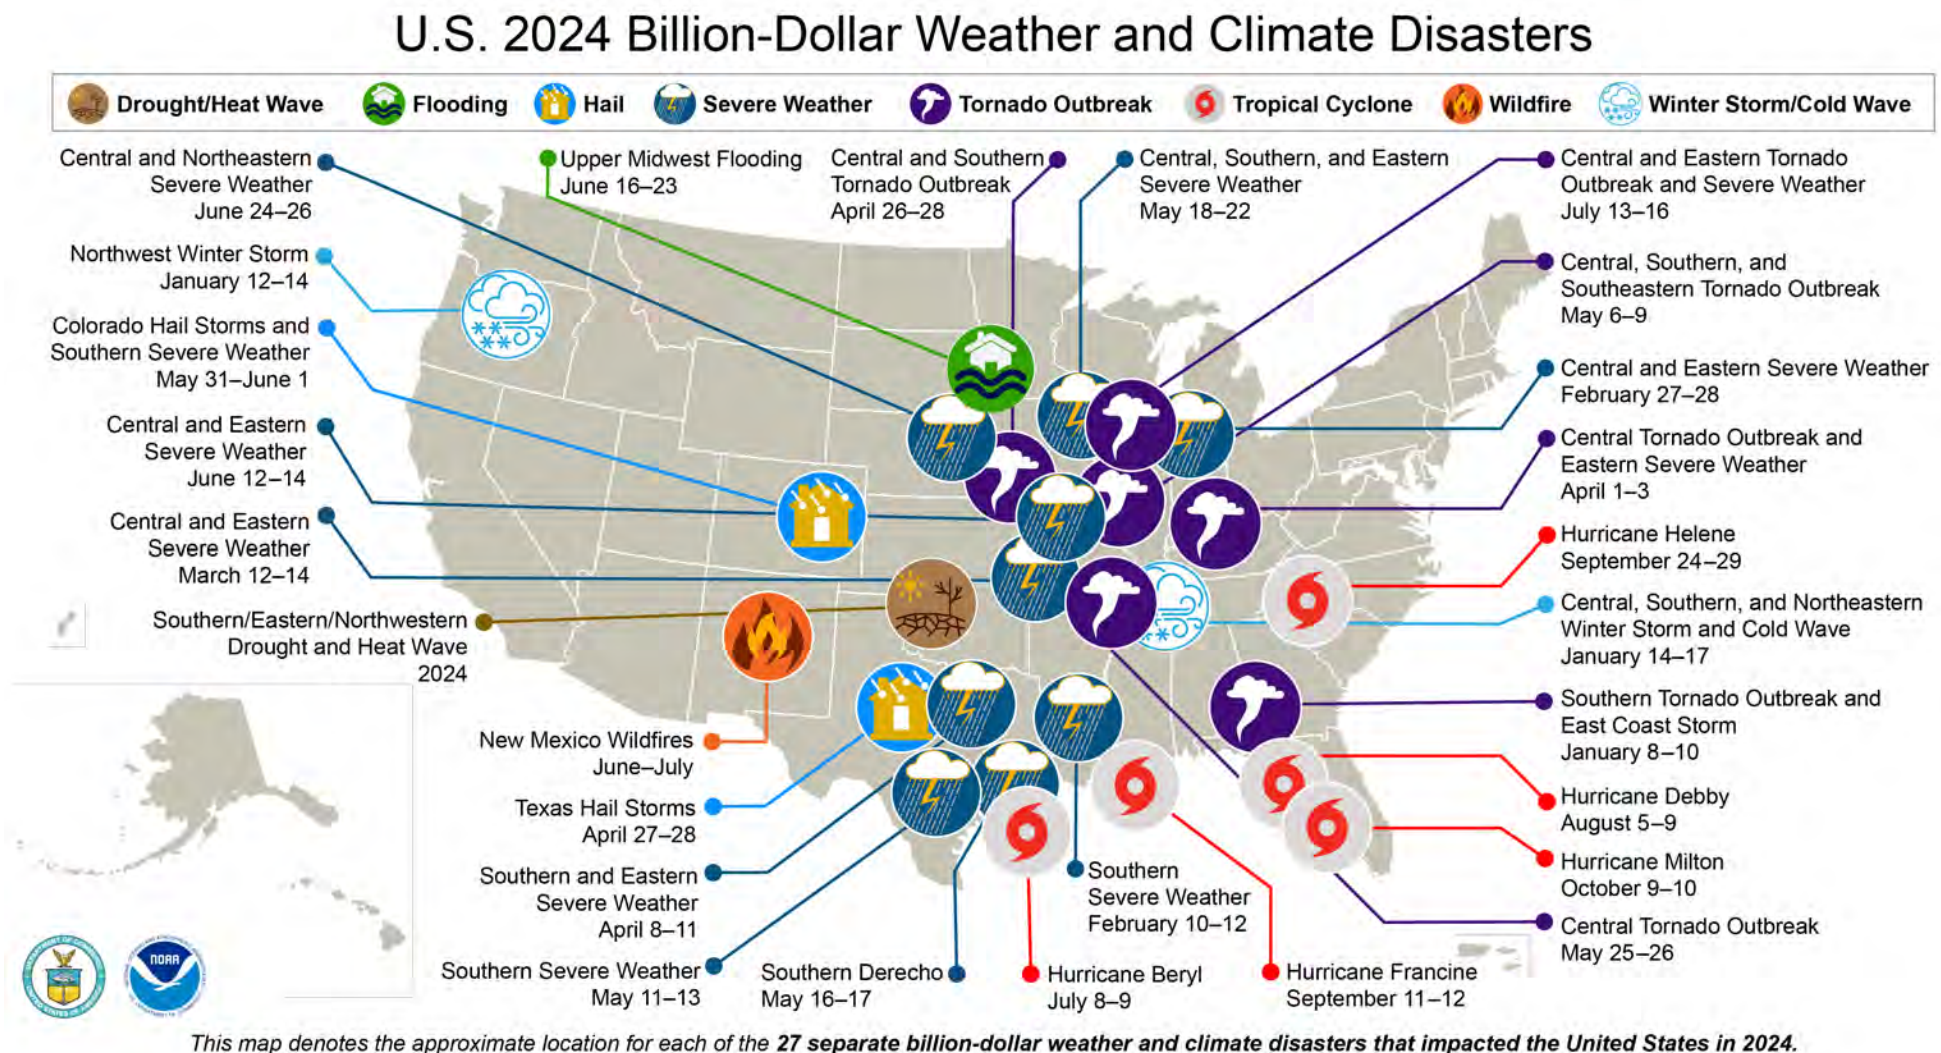 U.S. 2024 Billion-Dollar Weather and Climate Disasters
Drought/Heat Wave
Flooding
Hail
Severe Weather
Tornado Outbreak
Tropical Cyclone
Wildfire
Winter Storm/Cold Wave
Central and Northeastern
Severe Weather
June 24–26
Northwest Winter Storm
January 12–14
Colorado Hail Storms and
Southern Severe Weather
May 31–June 1
Central and Eastern
Severe Weather
June 12–14
Central and Eastern
Severe Weather
March 12–14
Southern/Eastern/Northwestern
Drought and Heat Wave
2024
New Mexico Wildfires
June–July
Texas Hail Storms
April 27–28
Southern and Eastern
Severe Weather
April 8–11
Southern Severe Weather
May 11–13
Upper Midwest Flooding
June 16–23
Central and Southern
Tornado Outbreak
April 26–28
Central, Southern, and Eastern
Severe Weather
May 18–22
Central and Eastern Tornado
Outbreak and Severe Weather
July 13–16
Central, Southern, and
Southeastern Tornado Outbreak
May 6–9
Central and Eastern Severe Weather
February 27–28
Central Tornado Outbreak and
Eastern Severe Weather
April 1–3
Hurricane Helene
September 24–29
Central, Southern, and Northeastern
Winter Storm and Cold Wave
January 14–17
Southern Tornado Outbreak and
East Coast Storm
January 8–10
Hurricane Debby
August 5–9
Hurricane Milton
October 9–10
Central Tornado Outbreak
May 25–26
Southern Derecho
May 16–17
Hurricane Beryl
July 8–9
Southern
Severe Weather
February 10–12
Hurricane Francine
September 11–12
NOAA
This map denotes the approximate location for each of the 27 separate billion-dollar weather and climate disasters that impacted the United States in 2024.